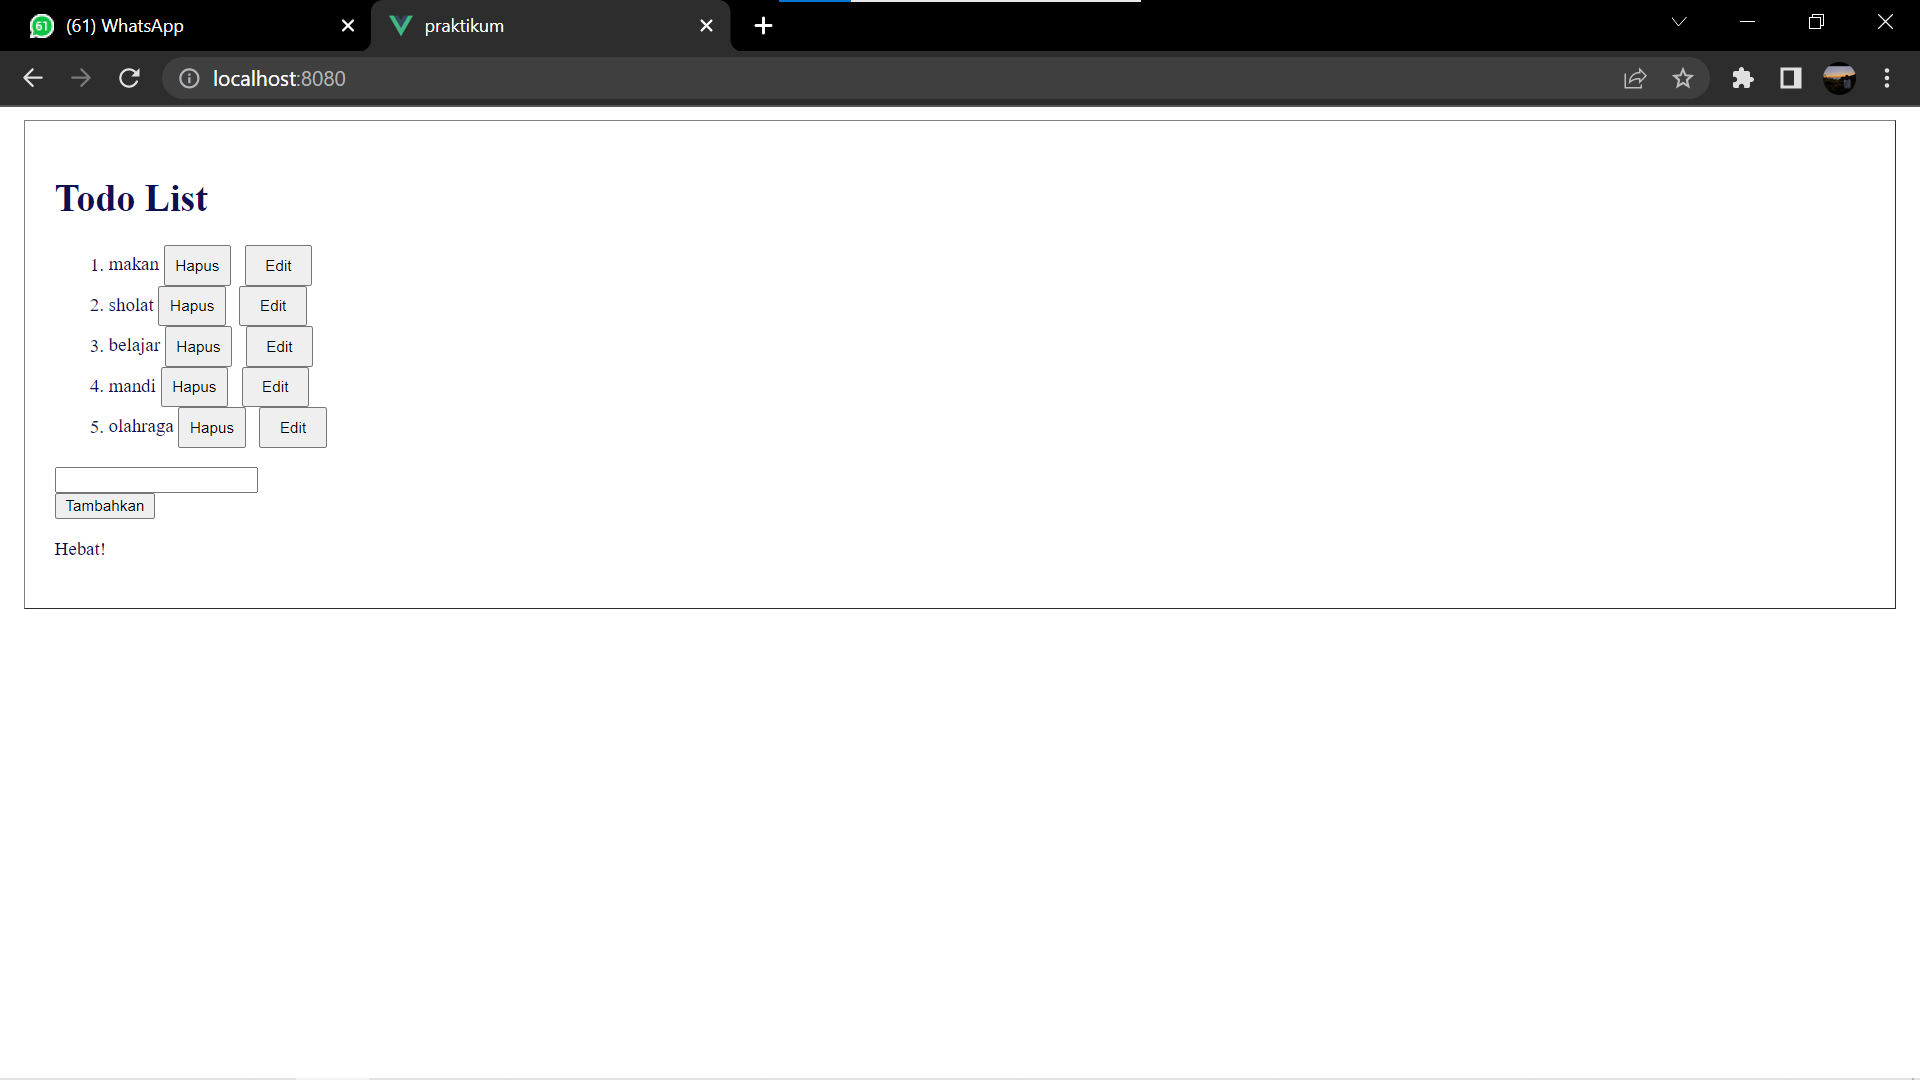 61 (61) WhatsApp praktikum
localhost:8080
Todo List
1. makan Hapus Edit
2. sholat Hapus Edit
3. belajar Hapus Edit
4. mandi Hapus Edit
5. olahraga Hapus Edit
Tambahkan
Hebat!